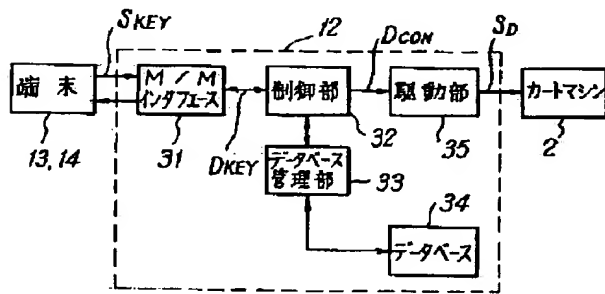 SKEY
12
DCON
SD
端末
M/M
インタフェース
制御部
駆動部
カートマシン
13,14
31
DKEY
32
35
2
データベース
管理部
33
34
データベース